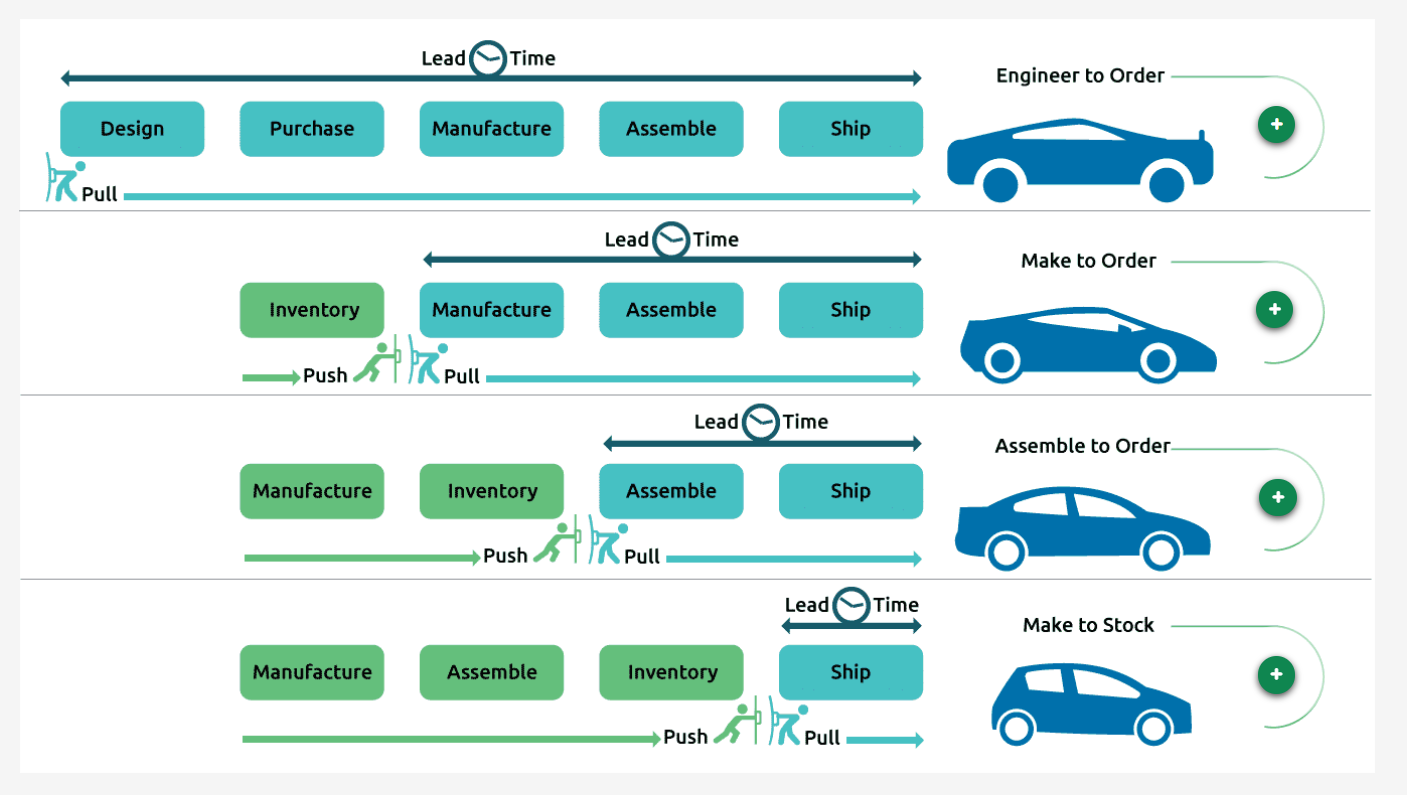 Lead Time
Engineer to Order
Design Purchase Manufacture Assemble Ship
+
Pull
Lead Time
Make to Order
Inventory Manufacture Assemble Ship
+
Push Pull
Lead Time
Assemble to Order
Manufacture Inventory Assemble Ship
+
Push Pull
Lead Time
Make to Stock
Manufacture Assemble Inventory Ship
+
Push Pull